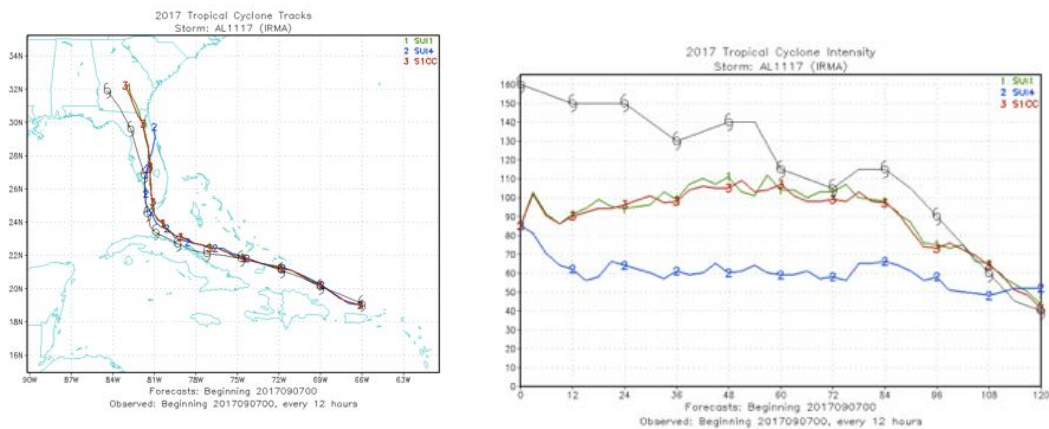 2017 Tropical Cyclone Tracks
Storm: AL1117 (IRMA)
1 SUI1
2 SUI4
3 S1CC
34N
32N
30N
28N
26N
24N
22N
20N
18N
16N
90W 87W 84W 81W 78W 75W 72W 69W 66W 63W
Forecasts: Beginning 2017090700
Observed: Beginning 2017090700, every 12 hours
2017 Tropical Cyclone Intensity
Storm: AL1117 (IRMA)
1 SUI1
2 SUI4
3 S1CC
160
150
140
130
120
110
100
90
80
70
60
50
40
30
20
10
0
0 12 24 36 48 60 72 84 96 108 120
Forecasts: Beginning 2017090700
Observed: Beginning 2017090700, every 12 hours